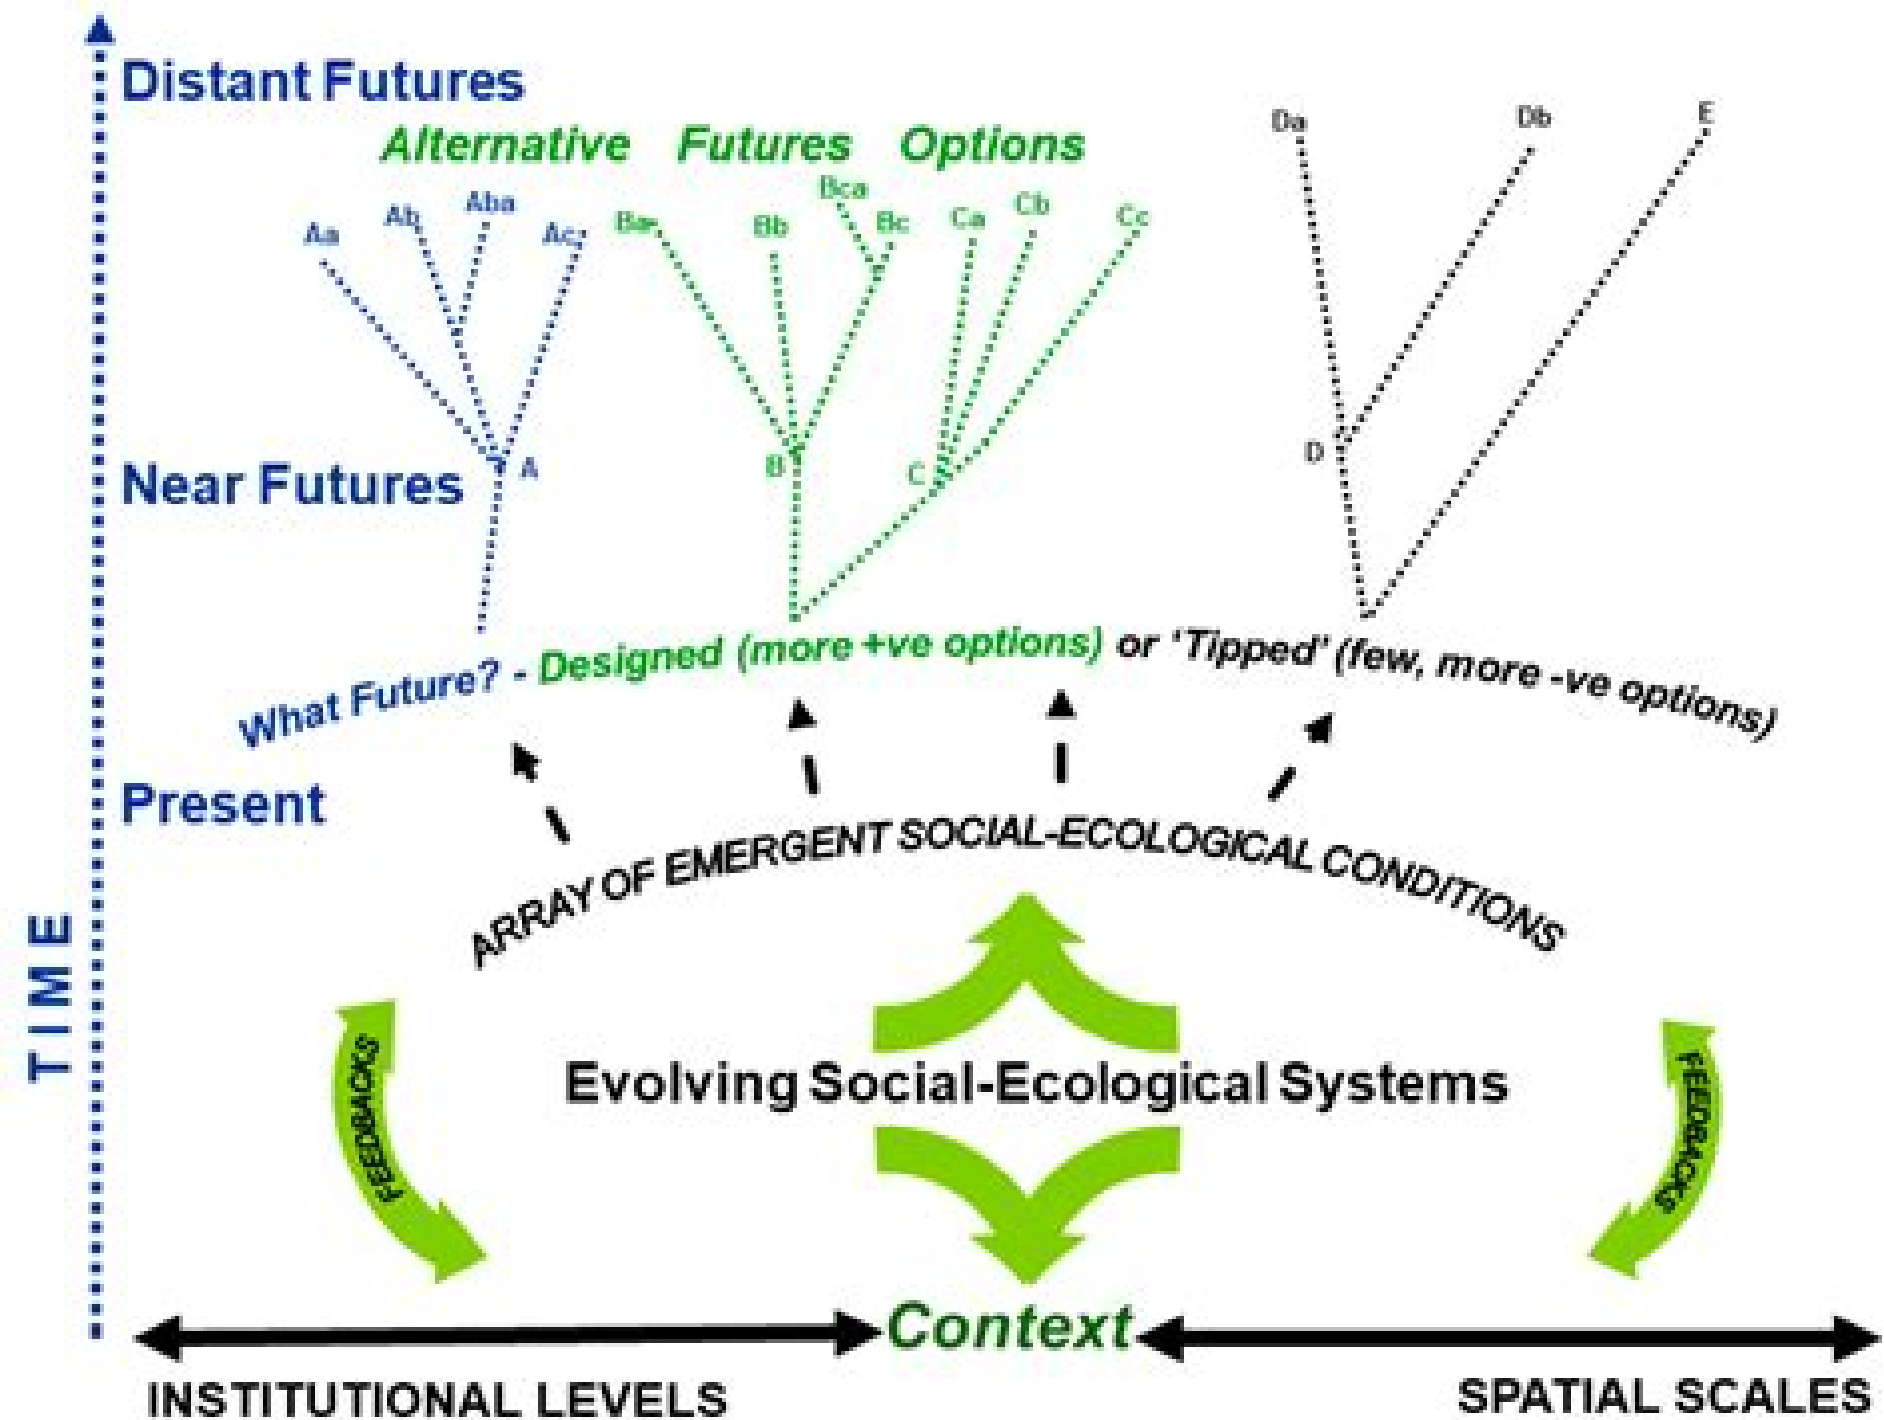 Distant Futures
Alternative Futures Options
Da
Db
E
Aa
Ab
Aba
Ac
Ba
Bb
Bca
Bc
Ca
Cb
Cc
Near Futures
A
B
C
D
What Future? - Designed (more +ve options) or ‘Tipped’ (few, more -ve options)
Present
ARRAY OF EMERGENT SOCIAL-ECOLOGICAL CONDITIONS
TIME
FEEDBACKS
Evolving Social-Ecological Systems
FEEDBACKS
Context
INSTITUTIONAL LEVELS
SPATIAL SCALES